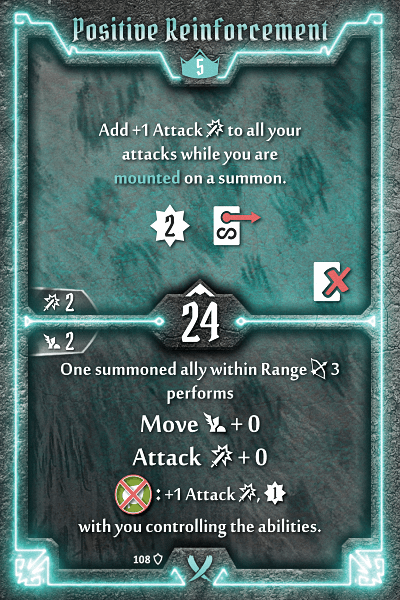 Positive Reinforcement
5
Add +1 Attack to all your
attacks while you are
mounted on a summon.
2
2
24
2
One summoned ally within Range 3
performs
Move + 0
Attack + 0
: +1 Attack , 1
with you controlling the abilities.
108